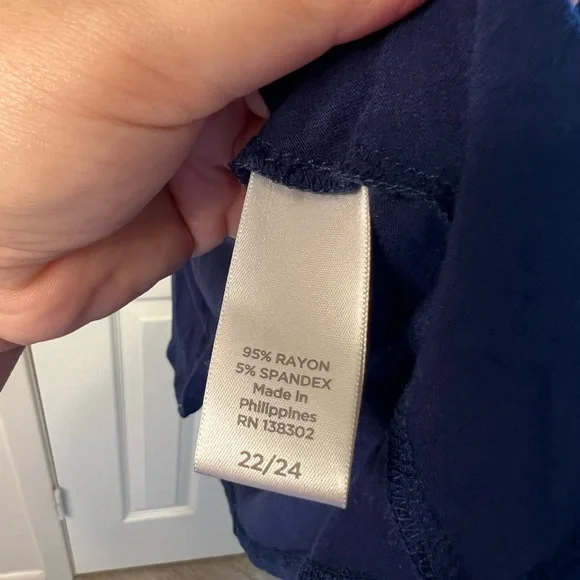 95% RAYON
5% SPANDEX
Made In
Philippines
RN 138302
22/24